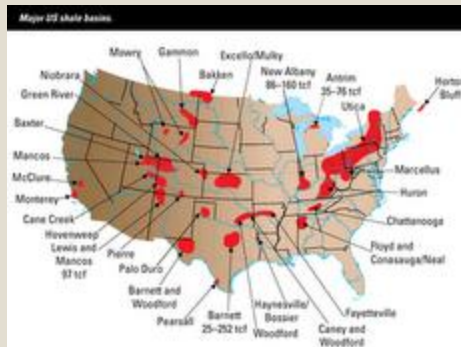 Major US shale basins.
Mowry
Gammon
Excello/Mulky
Niobrara
Bakken
New Albany
86–160 tcf
Antrim
35–76 tcf
Horton
Bluff
Green River
Utica
Baxter
Mancos
Marcellus
McClure
Huron
Monterey
Cane Creek
Chattanooga
Hovenweep
Lewis and
Mancos
97 tcf
Pierre
Floyd and
Conasauga/Neal
Palo Duro
Barnett and
Woodford
Haynesville/
Bossier
Fayetteville
Pearsall
Barnett
25–252 tcf
Woodford
Caney and
Woodford